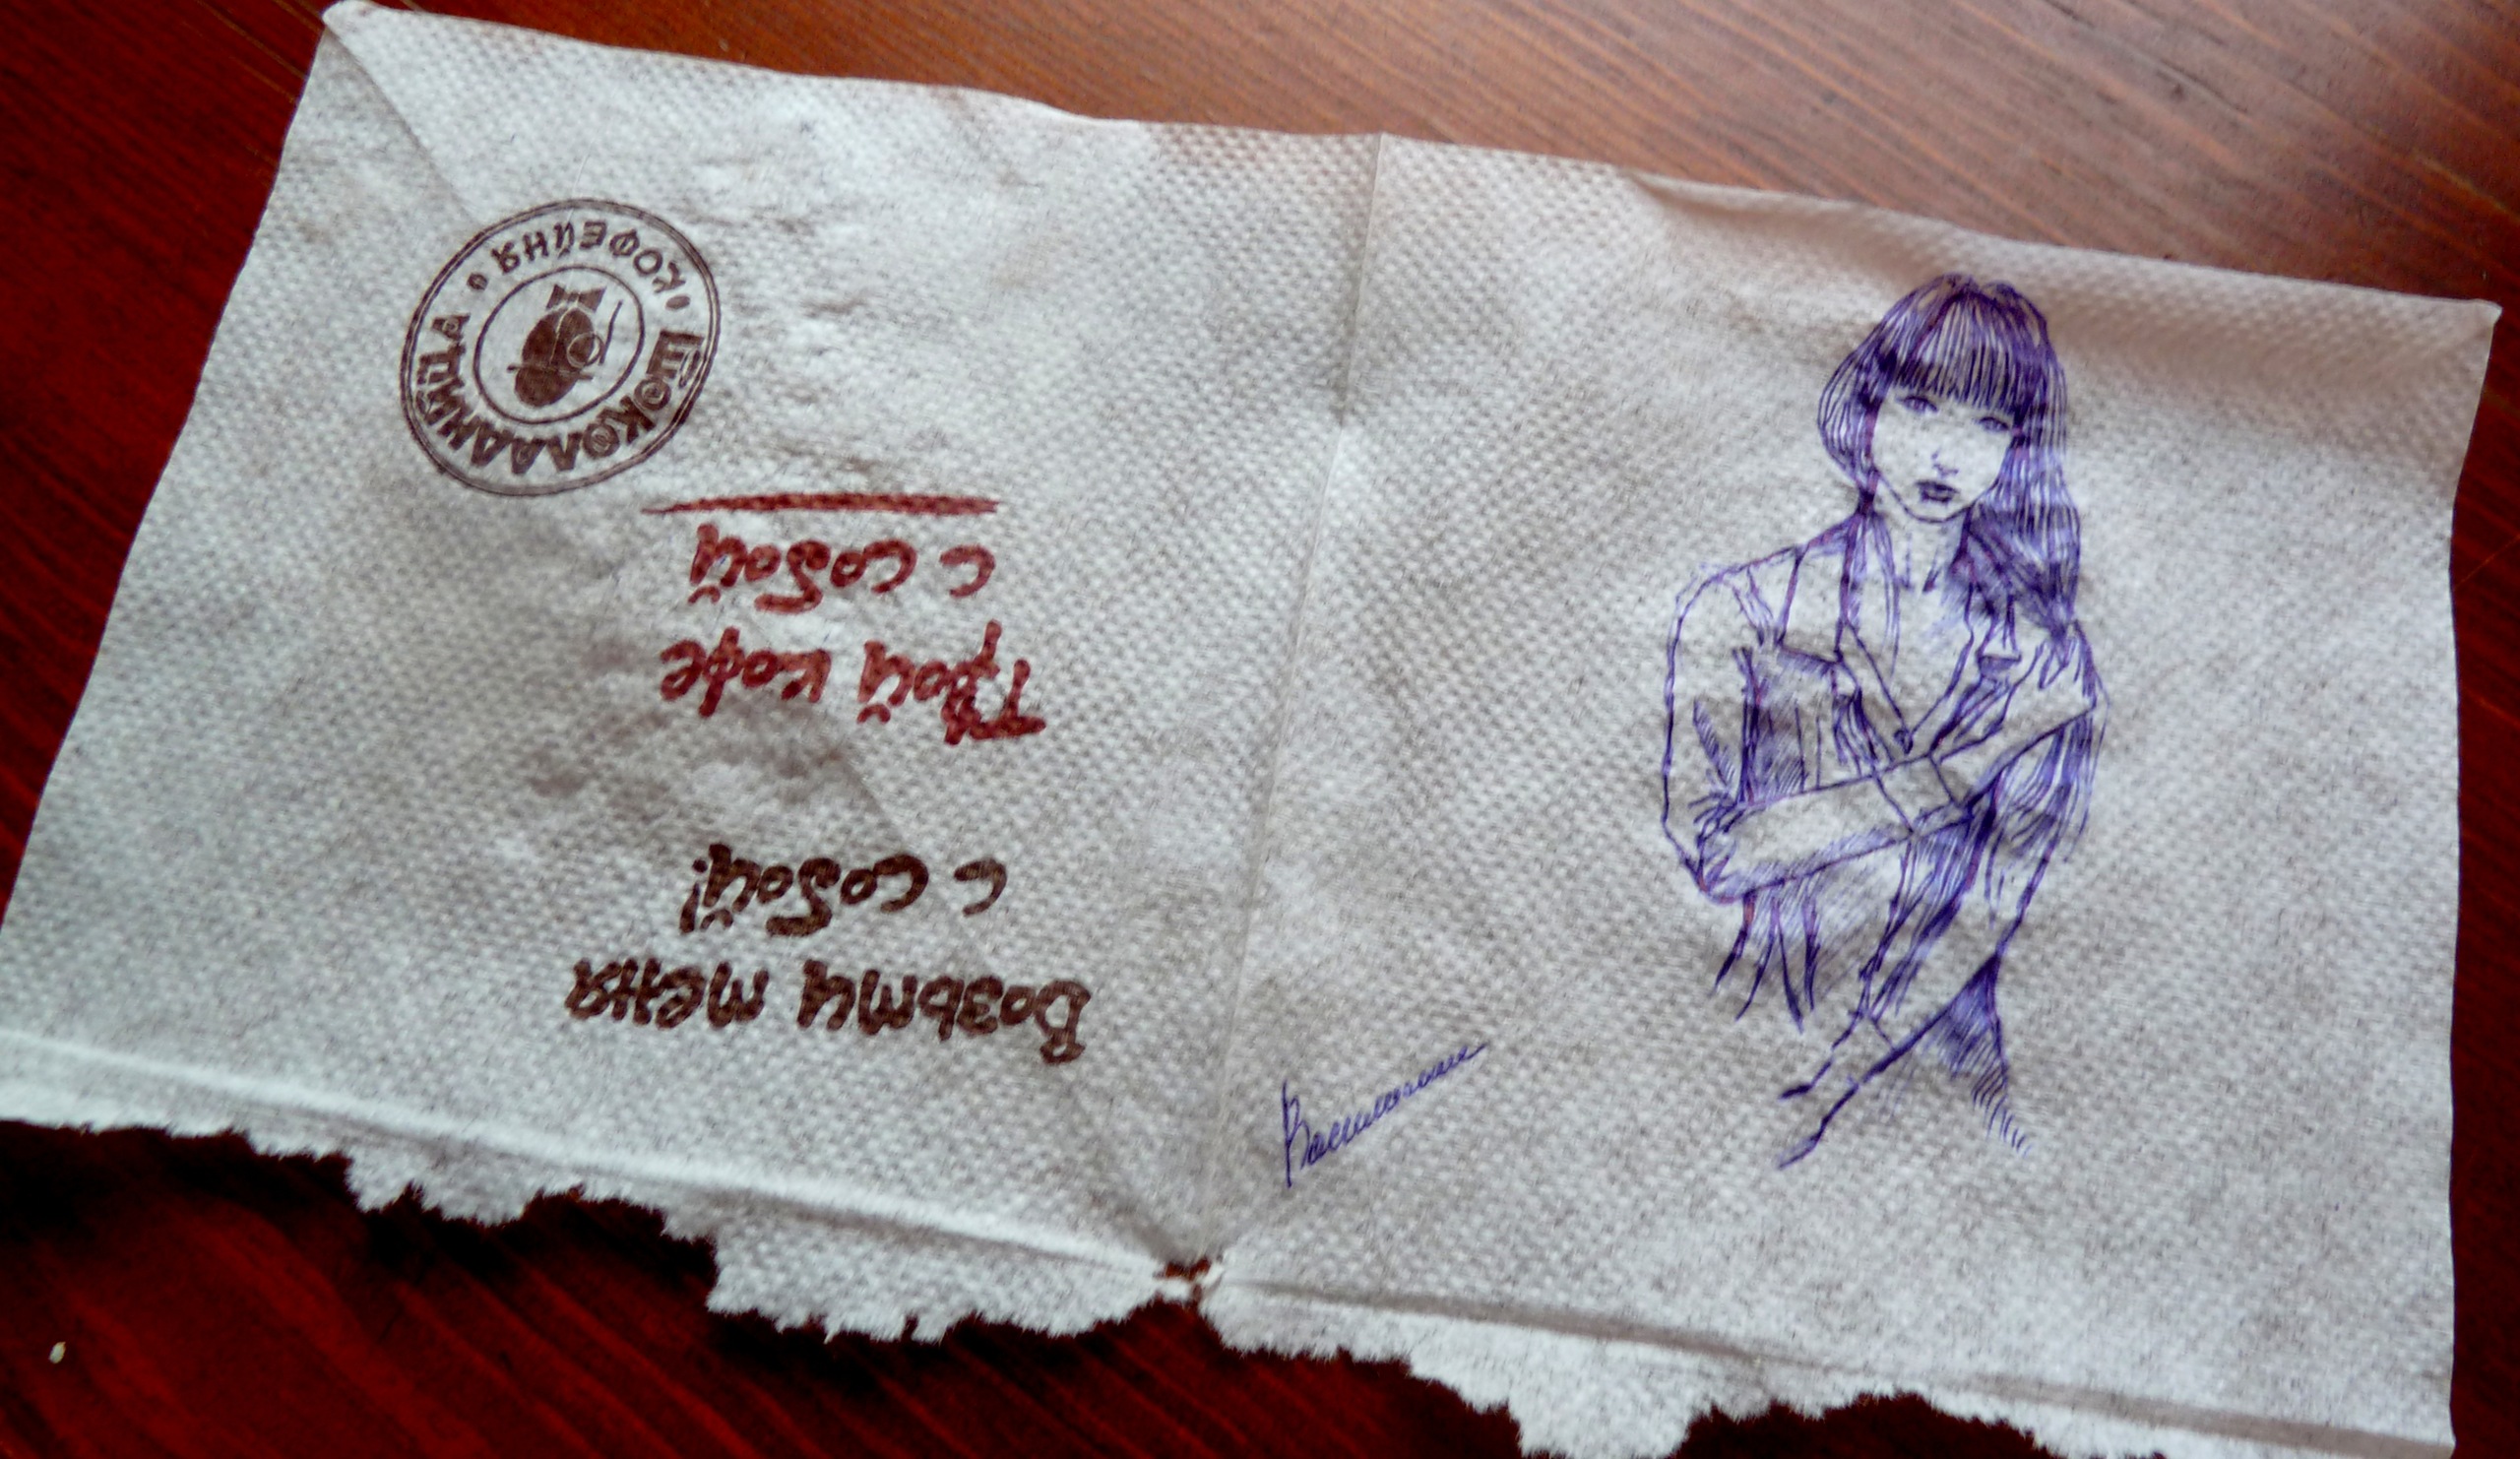 Возьми меня
с собой!
Твой кофе
с собой
ШОКОЛАДНИЦА
• КОФЕЙНЯ •